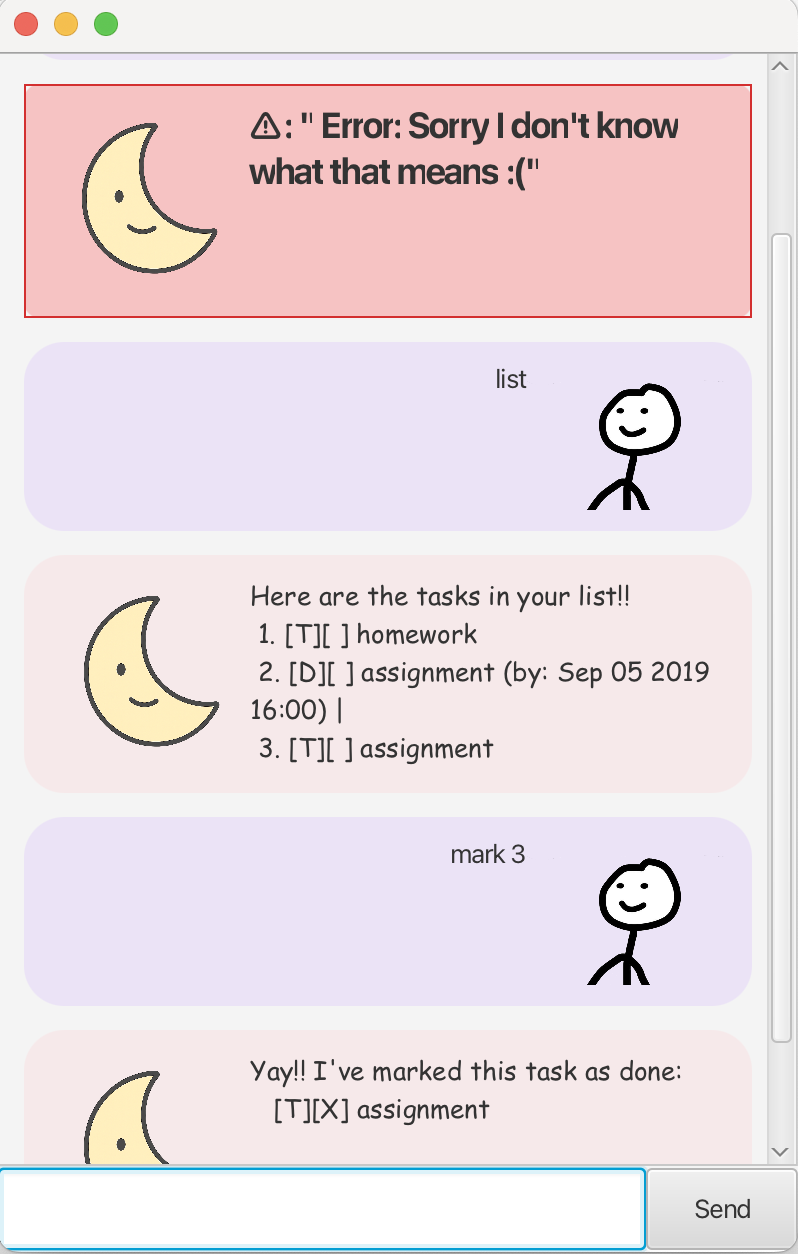 ⚠: " Error: Sorry I don't know
what that means :("
list
Here are the tasks in your list!!
1. [T][ ] homework
2. [D][ ] assignment (by: Sep 05 2019
16:00) |
3. [T][ ] assignment
mark 3
Yay!! I've marked this task as done:
[T][X] assignment
Send